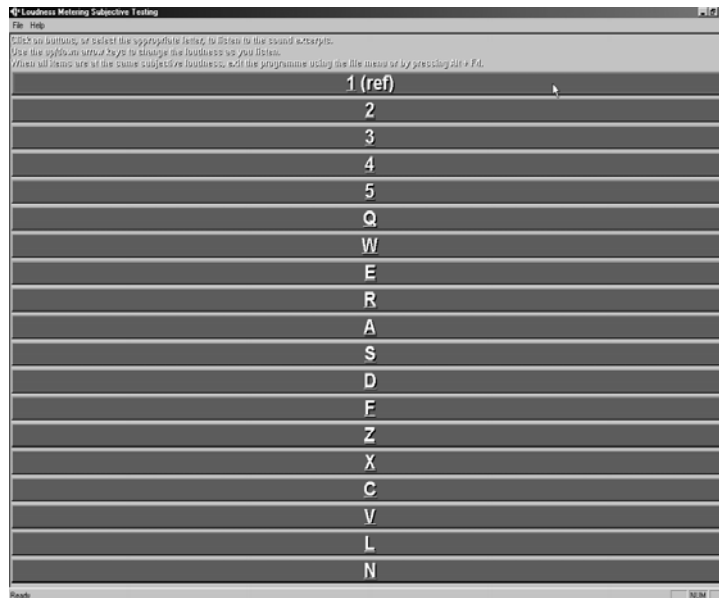 Loudness Metering Subjective Testing
File Help
Click on buttons, or select the appropriate letter, to listen to the sound excerpts.
Use the up/down arrow keys to change the loudness as you listen.
When all items are at the same subjective loudness, exit the programme using the file menu or by pressing Alt + F4.
1 (ref)
2
3
4
5
Q
W
E
R
A
S
D
F
Z
X
C
V
L
N
Ready NUM